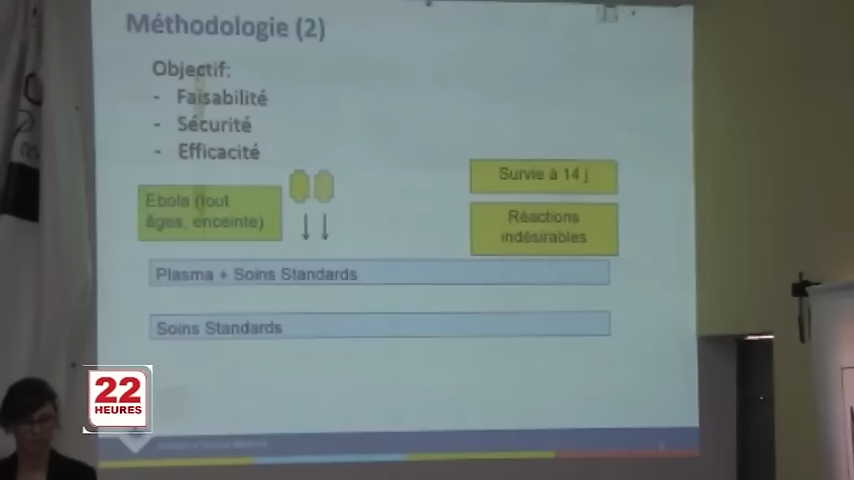 Méthodologie (2)
Objectif:
- Faisabilité
- Sécurité
- Efficacité
Ebola (tout
âges, enceinte)
Survie à 14 j
Réactions
indésirables
Plasma + Soins Standards
Soins Standards
22
HEURES